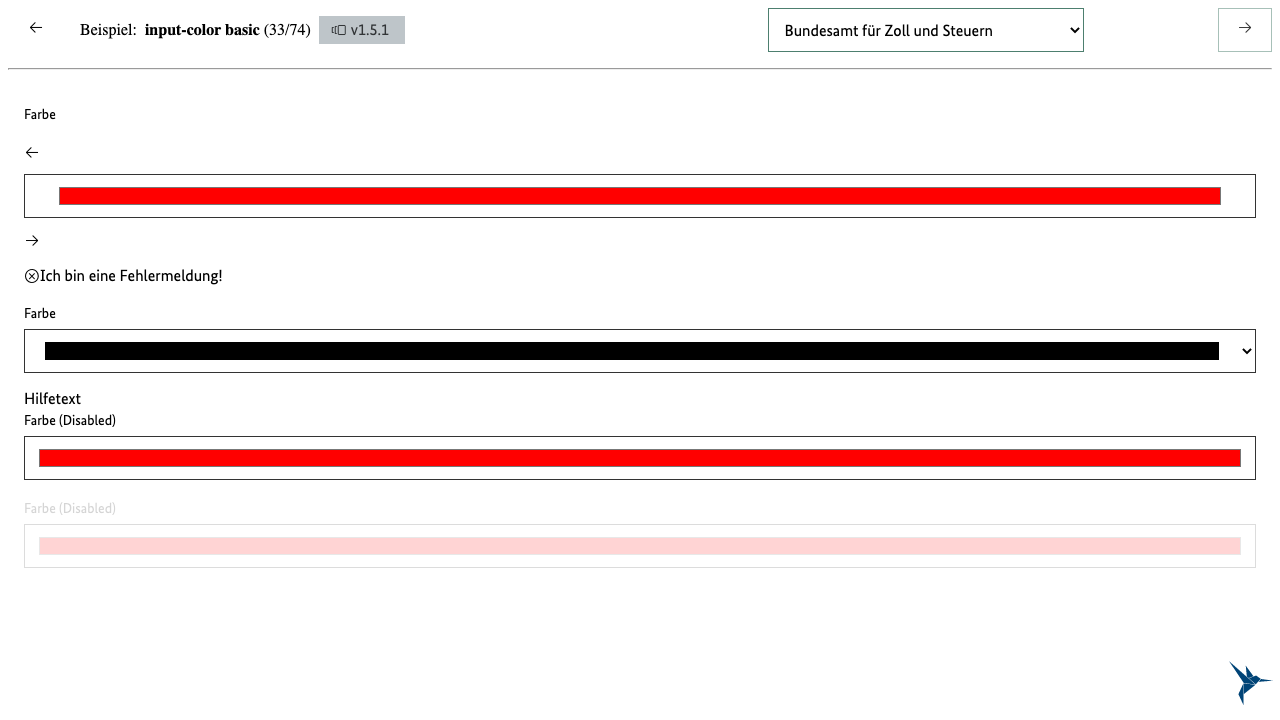 Beispiel: input-color basic (33/74) v1.5.1 Bundesamt für Zoll und Steuern
Farbe
Ich bin eine Fehlermeldung!
Farbe
Hilfetext
Farbe (Disabled)
Farbe (Disabled)